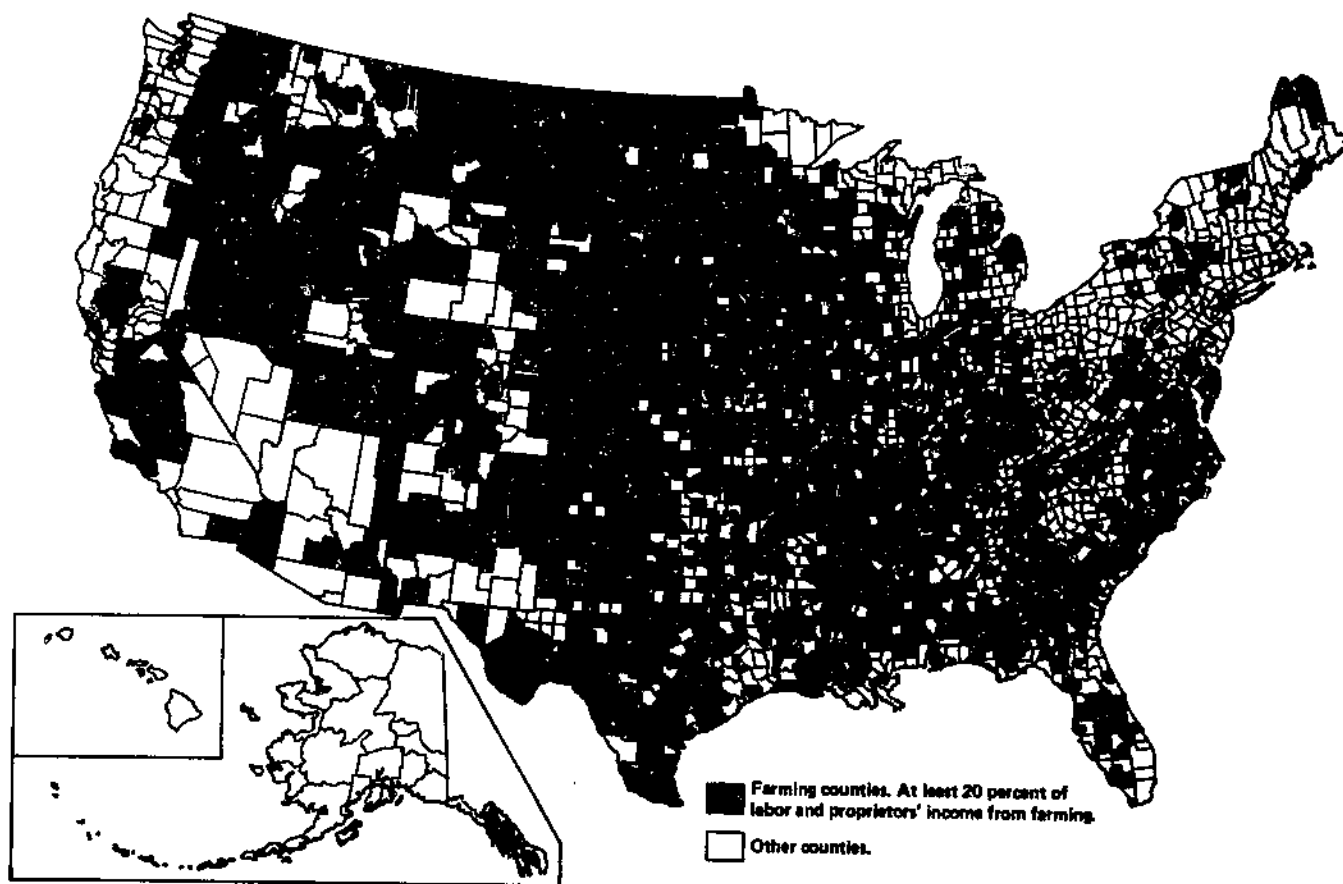 Farming counties. At least 20 percent of
labor and proprietors' income from farming.
Other counties.